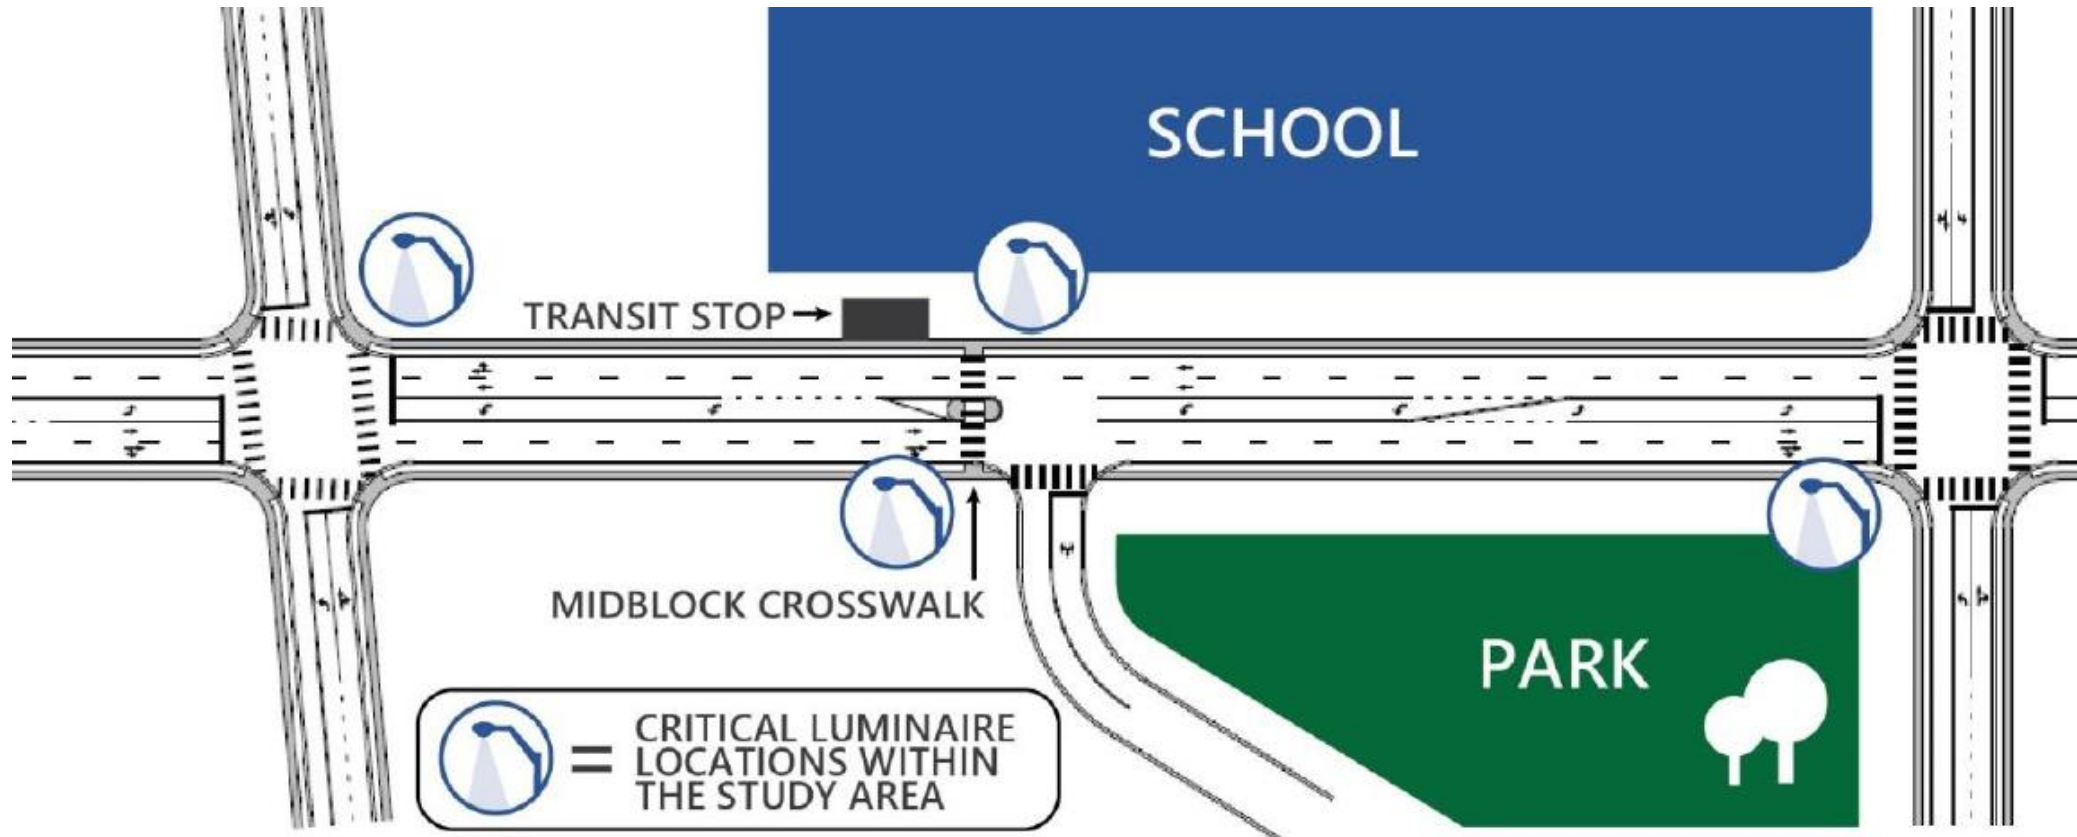 SCHOOL
TRANSIT STOP
MIDBLOCK CROSSWALK
PARK
=
CRITICAL LUMINAIRE
LOCATIONS WITHIN
THE STUDY AREA